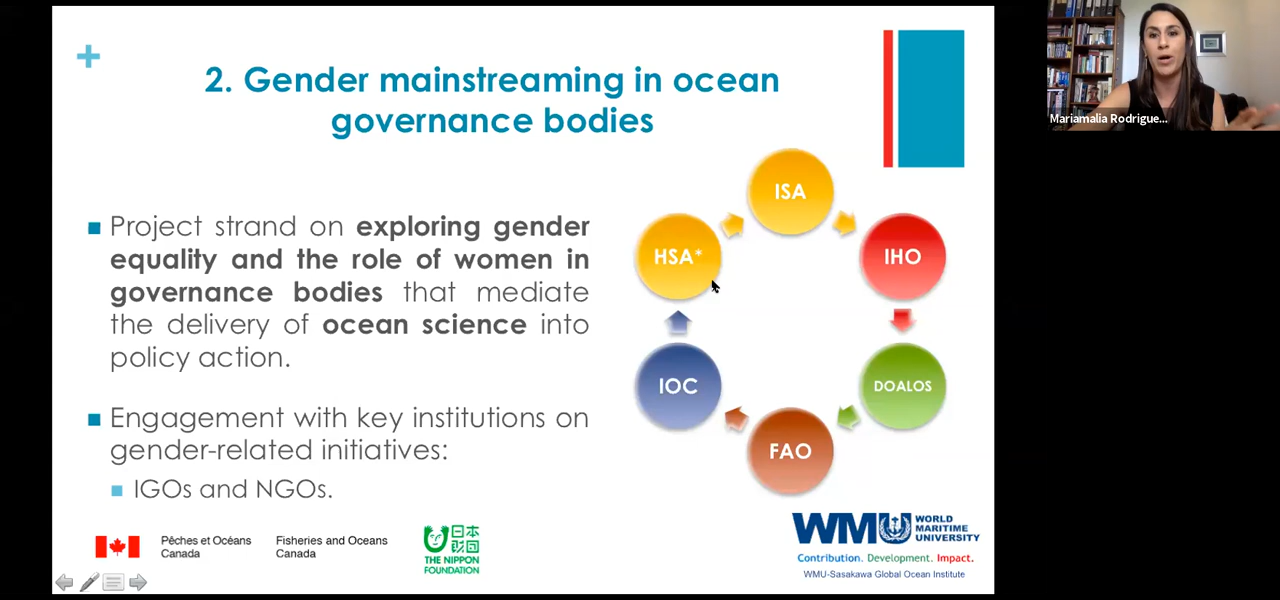 2. Gender mainstreaming in ocean
governance bodies
Project strand on exploring gender
equality and the role of women in
governance bodies that mediate
the delivery of ocean science into
policy action.
Engagement with key institutions on
gender-related initiatives:
IGOs and NGOs.
ISA
IHO
DOALOS
FAO
IOC
HSA*
Pêches et Océans
Canada
Fisheries and Oceans
Canada
日本
財団
THE NIPPON
FOUNDATION
WMU
WORLD
MARITIME
UNIVERSITY
Contribution. Development. Impact.
WMU-Sasakawa Global Ocean Institute
Mariamalia Rodrigue...